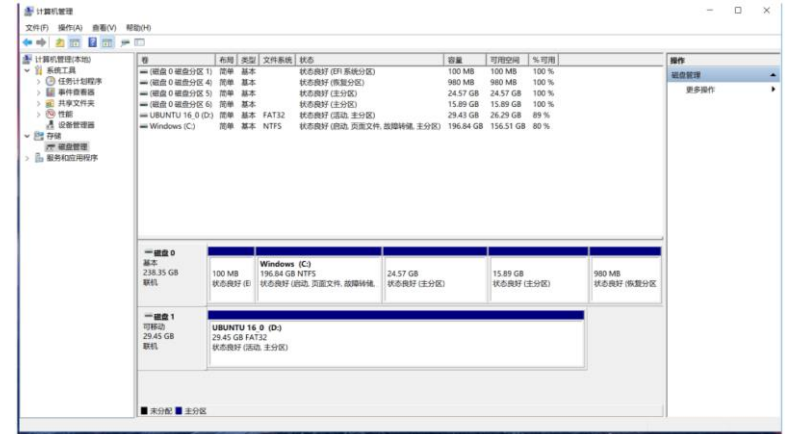 计算机管理
文件(F) 操作(A) 查看(V) 帮助(H)
计算机管理(本地)
系统工具
任务计划程序
事件查看器
共享文件夹
性能
设备管理器
存储
磁盘管理
服务和应用程序
卷 布局 类型 文件系统 状态 容量 可用空间 % 可用
(磁盘 0 磁盘分区 1) 简单 基本 状态良好 (EFI 系统分区) 100 MB 100 MB 100 %
(磁盘 0 磁盘分区 4) 简单 基本 状态良好 (恢复分区) 980 MB 980 MB 100 %
(磁盘 0 磁盘分区 5) 简单 基本 状态良好 (主分区) 24.57 GB 24.57 GB 100 %
(磁盘 0 磁盘分区 6) 简单 基本 状态良好 (主分区) 15.89 GB 15.89 GB 100 %
UBUNTU 16_0 (D:) 简单 基本 FAT32 状态良好 (活动, 主分区) 29.43 GB 26.29 GB 89 %
Windows (C:) 简单 基本 NTFS 状态良好 (启动, 页面文件, 故障转储, 主分区) 196.84 GB 156.51 GB 80 %
操作
磁盘管理
更多操作
磁盘 0
基本
238.35 GB
联机
100 MB
状态良好 (E
Windows (C:)
196.84 GB NTFS
状态良好 (启动, 页面文件, 故障转储,
24.57 GB
状态良好 (主分区)
15.89 GB
状态良好 (主分区)
980 MB
状态良好 (恢复分区
磁盘 1
可移动
29.45 GB
联机
UBUNTU 16_0 (D:)
29.45 GB FAT32
状态良好 (活动, 主分区)
未分配 主分区